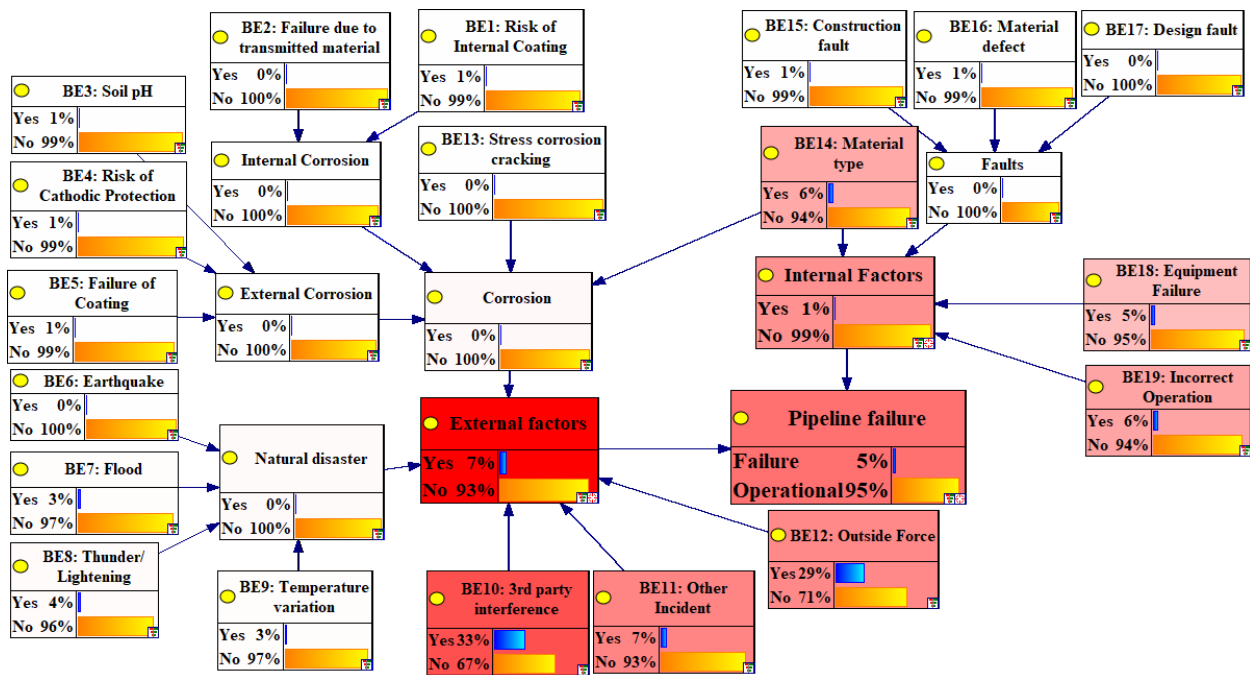 BE2: Failure due to
transmitted material
Yes 0%
No 100%
BE1: Risk of
Internal Coating
Yes 1%
No 99%
BE15: Construction
fault
Yes 1%
No 99%
BE16: Material
defect
Yes 1%
No 99%
BE17: Design fault
Yes 0%
No 100%
BE3: Soil pH
Yes 1%
No 99%
Internal Corrosion
Yes 0%
No 100%
BE13: Stress corrosion
cracking
Yes 0%
No 100%
BE14: Material
type
Yes 6%
No 94%
Faults
Yes 0%
No 100%
BE4: Risk of
Cathodic Protection
Yes 1%
No 99%
BE5: Failure of
Coating
Yes 1%
No 99%
External Corrosion
Yes 0%
No 100%
Corrosion
Yes 0%
No 100%
Internal Factors
Yes 1%
No 99%
BE18: Equipment
Failure
Yes 5%
No 95%
BE6: Earthquake
Yes 0%
No 100%
BE19: Incorrect
Operation
Yes 6%
No 94%
BE7: Flood
Yes 3%
No 97%
Natural disaster
Yes 0%
No 100%
External factors
Yes 7%
No 93%
Pipeline failure
Failure 5%
Operational 95%
BE8: Thunder/
Lightening
Yes 4%
No 96%
BE9: Temperature
variation
Yes 3%
No 97%
BE10: 3rd party
interference
Yes 33%
No 67%
BE11: Other
Incident
Yes 7%
No 93%
BE12: Outside Force
Yes 29%
No 71%